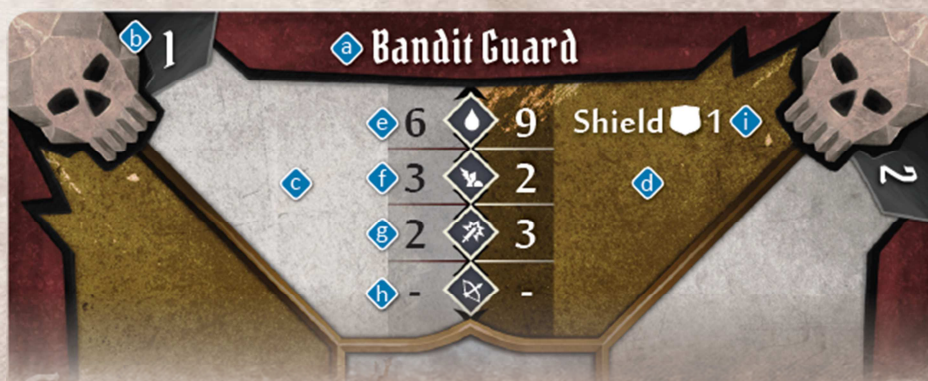 b 1 a Bandit Guard
e 6 9 Shield 1 i
c f 3 2 d 2
g 2 3
h - -